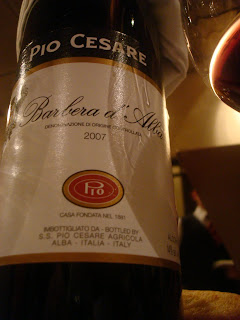 PIO CESARE
Barbera d'Alba
DENOMINAZIONE DI ORIGINE CONTROLLATA
2007
PIO
CASA FONDATA NEL 1881
IMBOTTIGLIATO DA - BOTTLED BY
S.S. PIO CESARE AGRICOLA
ALBA - ITALIA - ITALY